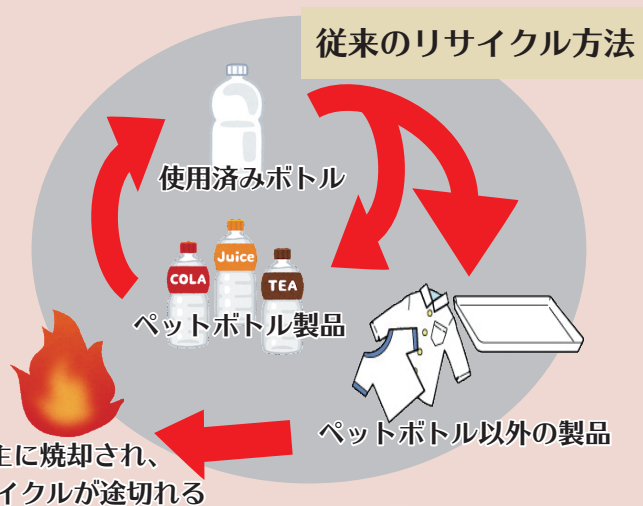 従来のリサイクル方法
使用済みボトル
COLA
Juice
TEA
ペットボトル製品
ペットボトル以外の製品
に焼却され、
イクルが途切れる